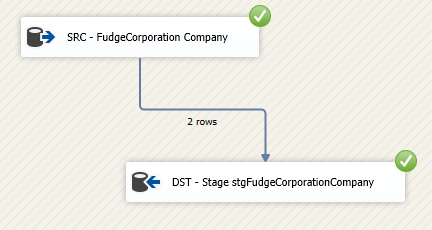 SRC - FudgeCorporation Company
2 rows
DST - Stage stgFudgeCorporationCompany